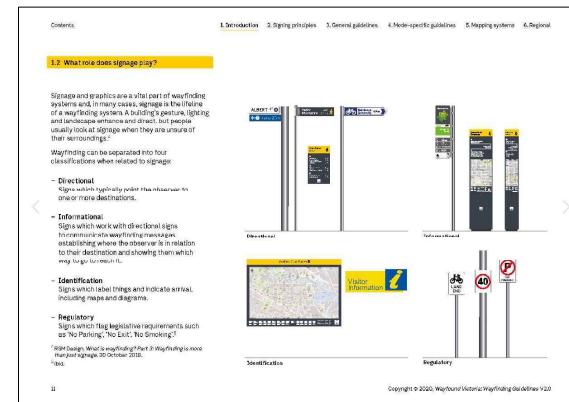 Contents
1. Introduction
2. Signing principles
3. General guidelines
4. Mode-specific guidelines
5. Mapping systems
6. Regional
1.2 What role does signage play?
Signage and graphics are a vital part of wayfinding
systems and, in many cases, signage is the lifeline
of a wayfinding system. A building's gesture, lighting
and landscape enhance and direct, but people
usually look at signage when they are unsure of
their surroundings.
Wayfinding can be separated into four
classifications when related to signage:
– Directional
Signs which typically point the observer to
one or more destinations.
– Informational
Signs which work with directional signs
to communicate wayfinding messages,
establishing where the observer is in relation
to their destination and showing them which
way to go to reach it.
– Identification
Signs which label things and indicate arrival,
including maps and diagrams.
– Regulatory
Signs which flag legislative requirements such
as 'No Parking', 'No Exit', 'No Smoking'.
RSM Design, What is wayfinding? Part 3: Wayfinding is more
than just signage, 30 October 2018.
Ibid.
ALBERT ST
Directional
Informational
Visitor
Information
i
Identification
LANE
END
40
P
Regulatory
11
Copyright © 2020, Wayfound Victoria: Wayfinding Guidelines V2.0